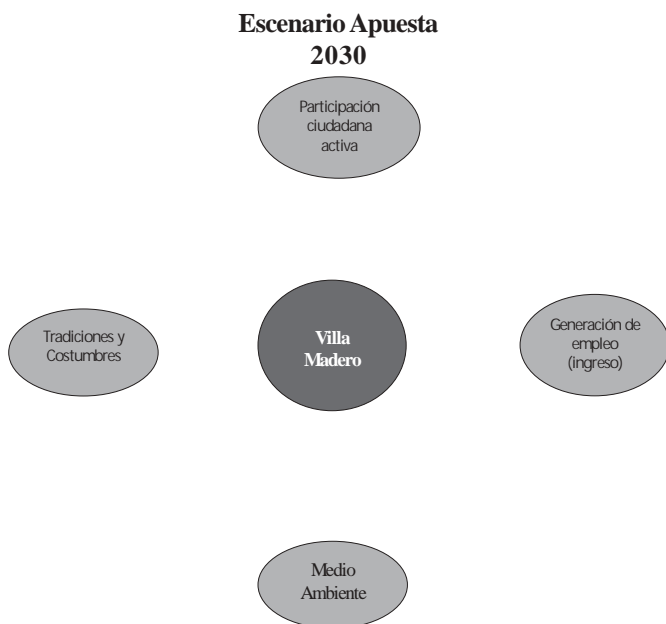 Escenario Apuesta
2030
Participación
ciudadana
activa
Tradiciones y
Costumbres
Villa
Madero
Generación de
empleo
(ingreso)
Medio
Ambiente